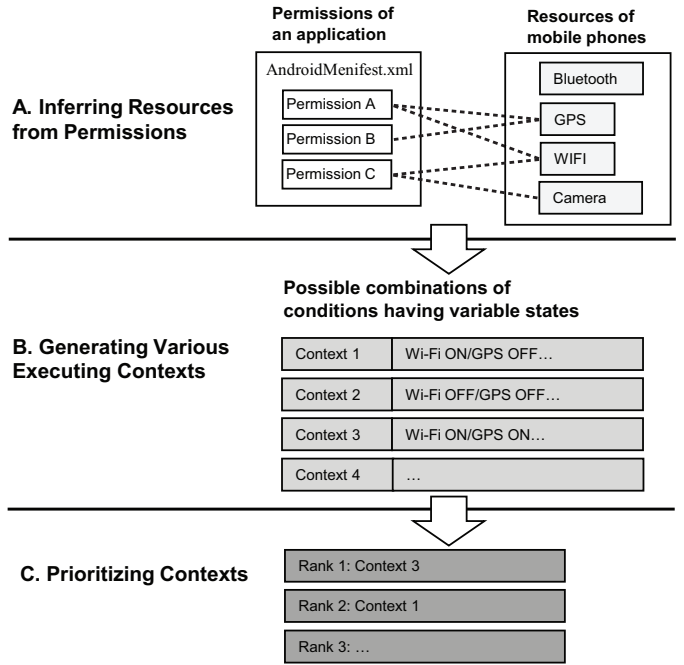 Permissions of
an application
Resources of
mobile phones
A. Inferring Resources
from Permissions
AndroidMenifest.xml
Permission A
Permission B
Permission C
Bluetooth
GPS
WIFI
Camera
Possible combinations of
conditions having variable states
B. Generating Various
Executing Contexts
Context 1 Wi-Fi ON/GPS OFF…
Context 2 Wi-Fi OFF/GPS OFF…
Context 3 Wi-Fi ON/GPS ON…
Context 4 …
C. Prioritizing Contexts
Rank 1: Context 3
Rank 2: Context 1
Rank 3: …